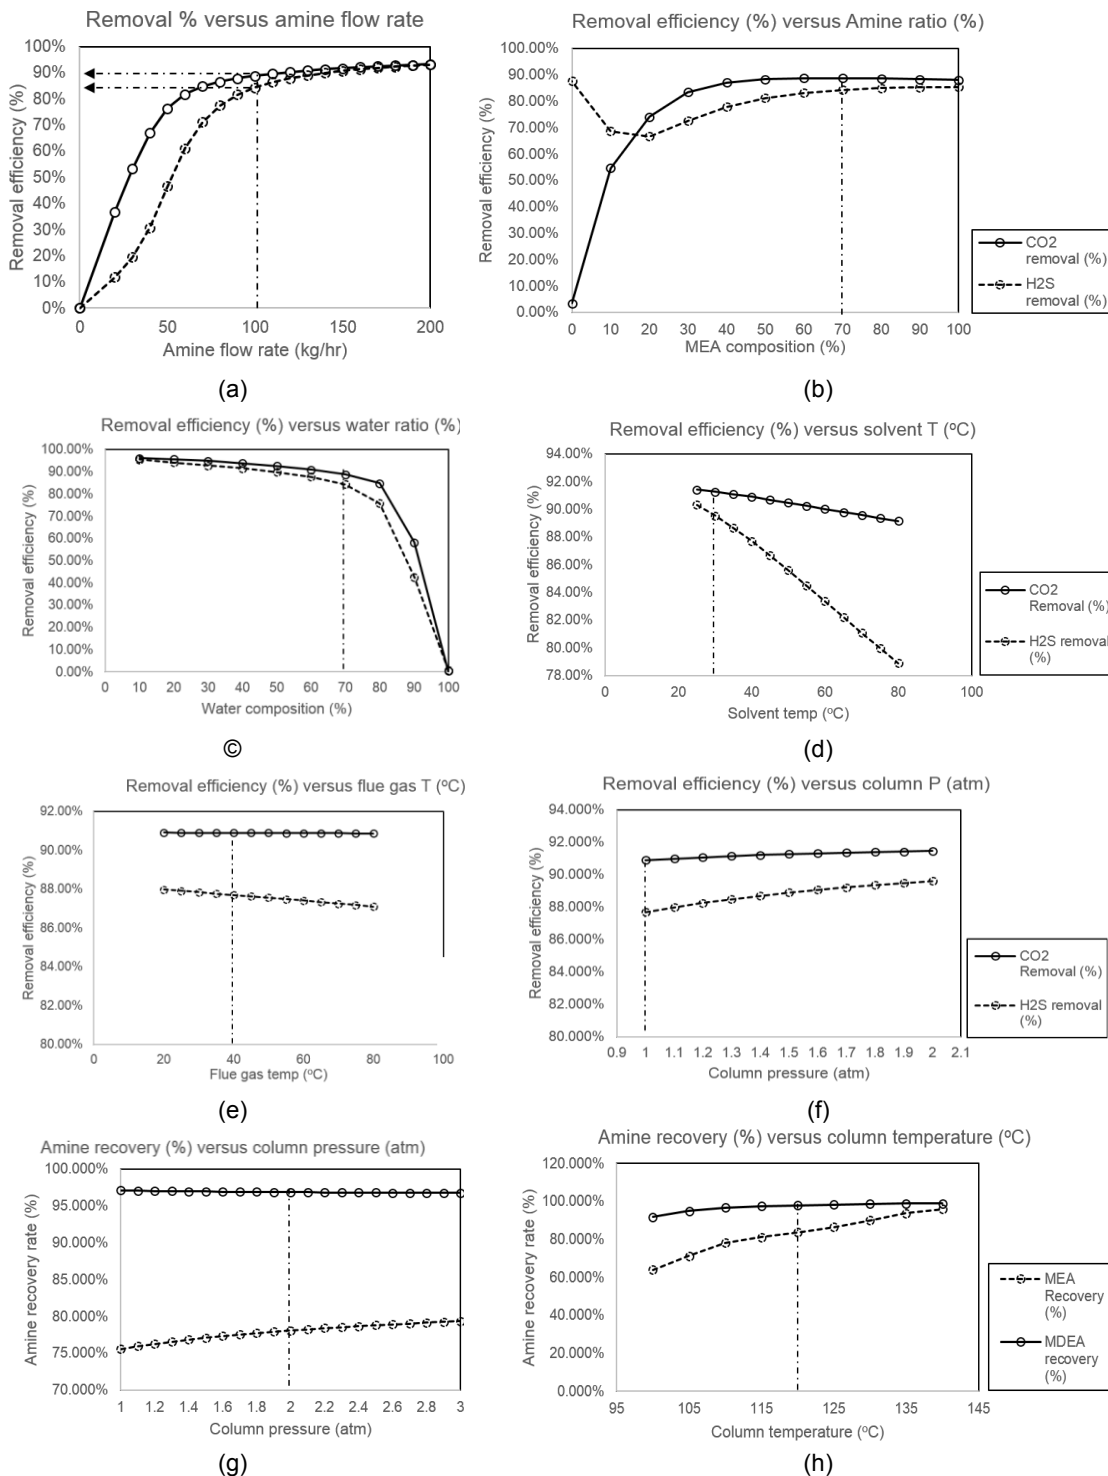 Removal % versus amine flow rate
100%
90%
80%
70%
60%
50%
40%
30%
20%
10%
0%
Removal efficiency (%)
0 50 100 150 200
Amine flow rate (kg/hr)
(a)
Removal efficiency (%) versus Amine ratio (%)
100.00%
90.00%
80.00%
70.00%
60.00%
50.00%
40.00%
30.00%
20.00%
10.00%
0.00%
Removal efficiency (%)
0 10 20 30 40 50 60 70 80 90 100
MEA composition (%)
CO2
removal (%)
H2S
removal (%)
(b)
Removal efficiency (%) versus water ratio (%)
100.00%
90.00%
80.00%
70.00%
60.00%
50.00%
40.00%
30.00%
20.00%
10.00%
0.00%
Removal efficiency (%)
0 10 20 30 40 50 60 70 80 90 100
Water composition (%)
©
Removal efficiency (%) versus solvent T (ºC)
94.00%
92.00%
90.00%
88.00%
86.00%
84.00%
82.00%
80.00%
78.00%
Removal efficiency (%)
0 20 40 60 80 100
Solvent temp (ºC)
CO2
Removal (%)
H2S removal
(%)
(d)
Removal efficiency (%) versus flue gas T (ºC)
92.00%
90.00%
88.00%
86.00%
84.00%
82.00%
80.00%
Removal efficiency (%)
0 20 40 60 80 100
Flue gas temp (ºC)
(e)
Removal efficiency (%) versus column P (atm)
94.000%
92.000%
90.000%
88.000%
86.000%
84.000%
82.000%
80.000%
Removal efficiency (%)
0.9 1 1.1 1.2 1.3 1.4 1.5 1.6 1.7 1.8 1.9 2 2.1
Column pressure (atm)
CO2
Removal (%)
H2S removal
(%)
(f)
Amine recovery (%) versus column pressure (atm)
100.000%
95.000%
90.000%
85.000%
80.000%
75.000%
70.000%
Amine recovery rate (%)
1 1.2 1.4 1.6 1.8 2 2.2 2.4 2.6 2.8 3
Column pressure (atm)
(g)
Amine recovery (%) versus column temperature (ºC)
120.000%
100.000%
80.000%
60.000%
40.000%
20.000%
0.000%
Amine recovery rate (%)
95 105 115 125 135 145
Column temperature (ºC)
MEA
Recovery
(%)
MDEA
recovery
(%)
(h)